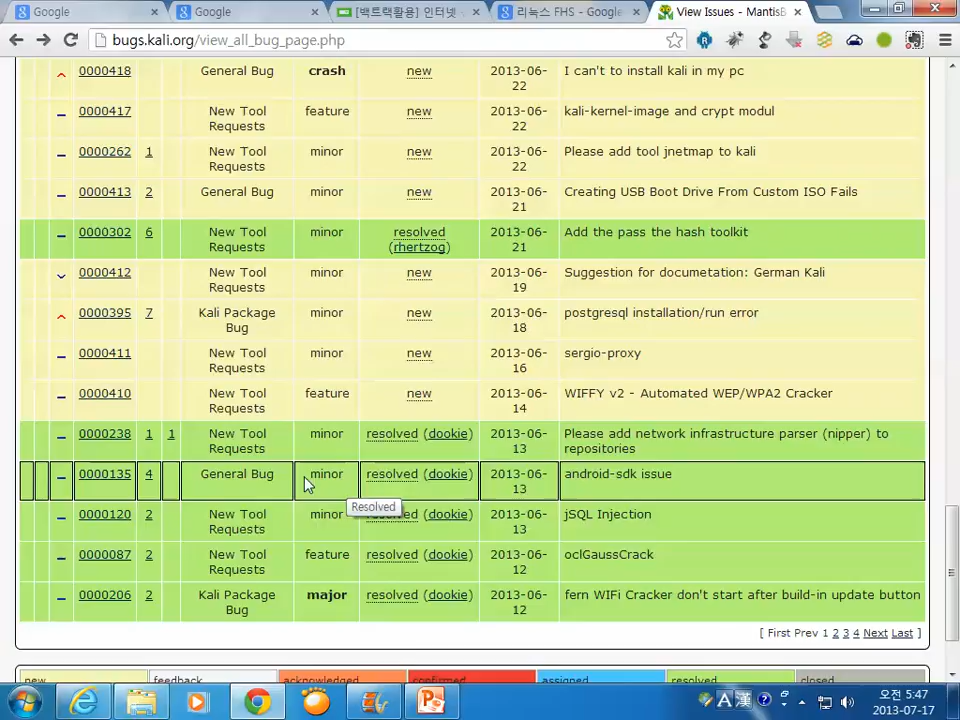 Google
Google
[백트랙활용] 인터넷
리눅스 FHS - Google
View Issues - MantisB
bugs.kali.org/view_all_bug_page.php
0000418 General Bug crash new 2013-06-22 I can't to install kali in my pc
0000417 New Tool Requests feature new 2013-06-22 kali-kernel-image and crypt modul
0000262 1 New Tool Requests minor new 2013-06-22 Please add tool jnetmap to kali
0000413 2 General Bug minor new 2013-06-21 Creating USB Boot Drive From Custom ISO Fails
0000302 6 New Tool Requests minor resolved (rhertzog) 2013-06-21 Add the pass the hash toolkit
0000412 New Tool Requests minor new 2013-06-19 Suggestion for documetation: German Kali
0000395 7 Kali Package Bug minor new 2013-06-18 postgresql installation/run error
0000411 New Tool Requests minor new 2013-06-16 sergio-proxy
0000410 New Tool Requests feature new 2013-06-14 WIFFY v2 - Automated WEP/WPA2 Cracker
0000238 1 1 New Tool Requests minor resolved (dookie) 2013-06-13 Please add network infrastructure parser (nipper) to repositories
0000135 4 General Bug minor resolved (dookie) 2013-06-13 android-sdk issue
Resolved
0000120 2 New Tool Requests minor resolved (dookie) 2013-06-13 jSQL Injection
0000087 2 New Tool Requests feature resolved (dookie) 2013-06-12 oclGaussCrack
0000206 2 Kali Package Bug major resolved (dookie) 2013-06-12 fern WIFi Cracker don't start after build-in update button
[ First Prev 1 2 3 4 Next Last ]
new feedback acknowledged confirmed assigned resolved closed
A 漢
오전 5:47
2013-07-17